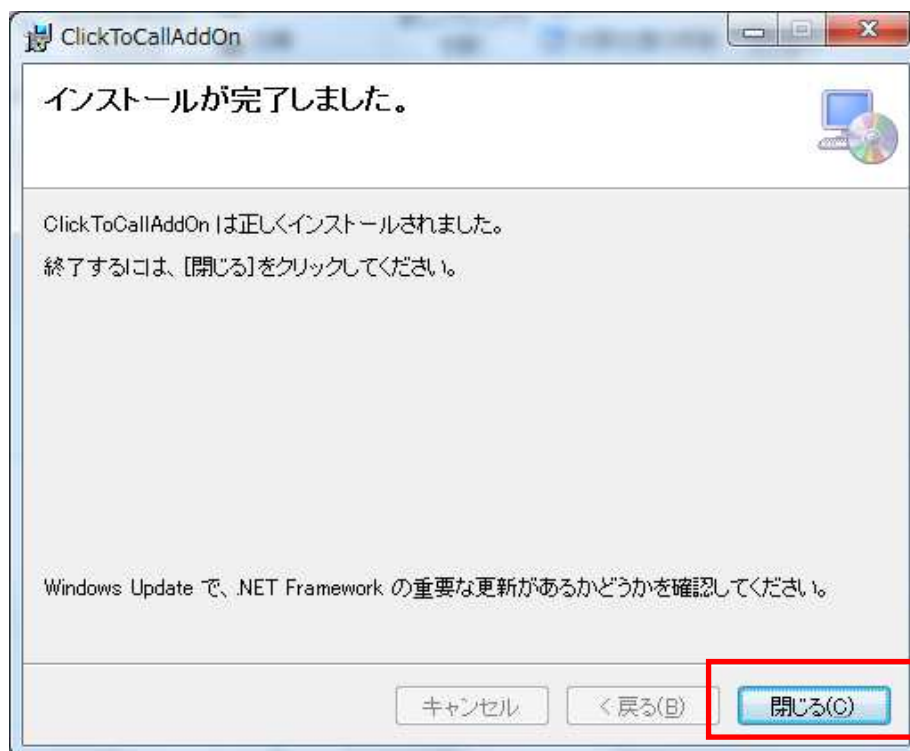 ClickToCallAddOn
インストールが完了しました。
ClickToCallAddOn は正しくインストールされました。
終了するには、[閉じる]をクリックしてください。
Windows Update で、.NET Framework の重要な更新があるかどうかを確認してください。
キャンセル
< 戻る(B)
閉じる(C)